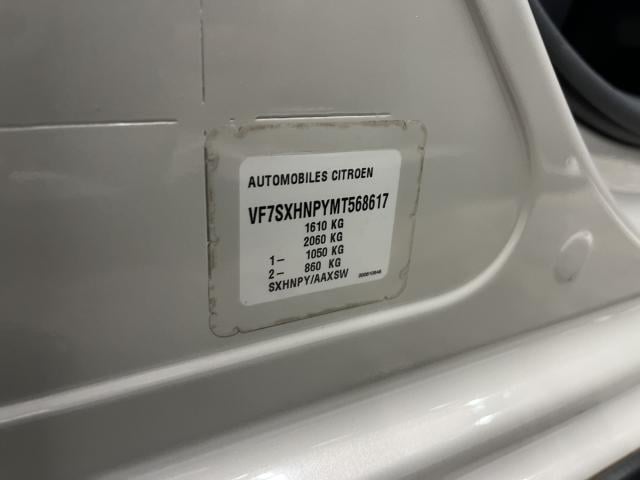 AUTOMOBILES CITROEN
VF7SXHNPYMT568617
1610 KG
2060 KG
1- 1050 KG
2- 860 KG
SXHNPY/AAXSW